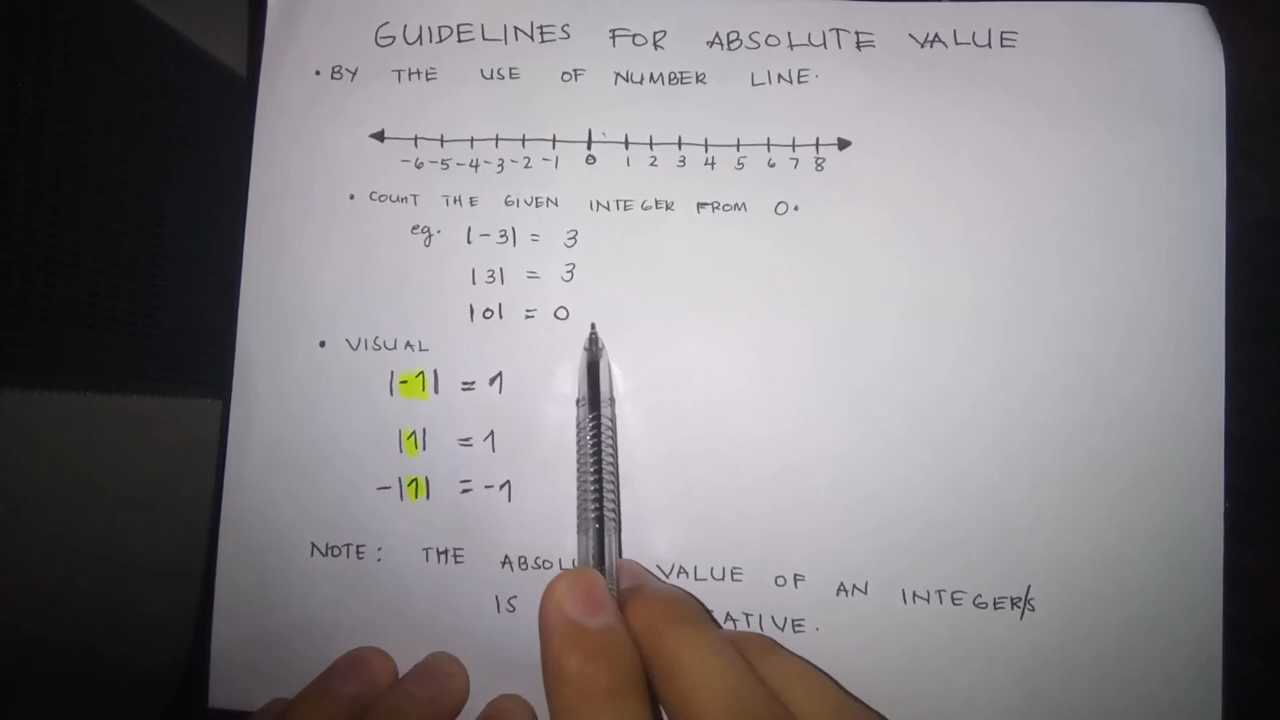 GUIDELINES FOR ABSOLUTE VALUE
• BY THE USE OF NUMBER LINE.
-6 -5 -4 -3 -2 -1 0 1 2 3 4 5 6 7 8
• COUNT THE GIVEN INTEGER FROM 0.
eg. |-3| = 3
|3| = 3
|0| = 0
• VISUAL
|-1| = 1
|1| = 1
-|1| = -1
NOTE: THE VALUE OF AN INTEGER/S
IS